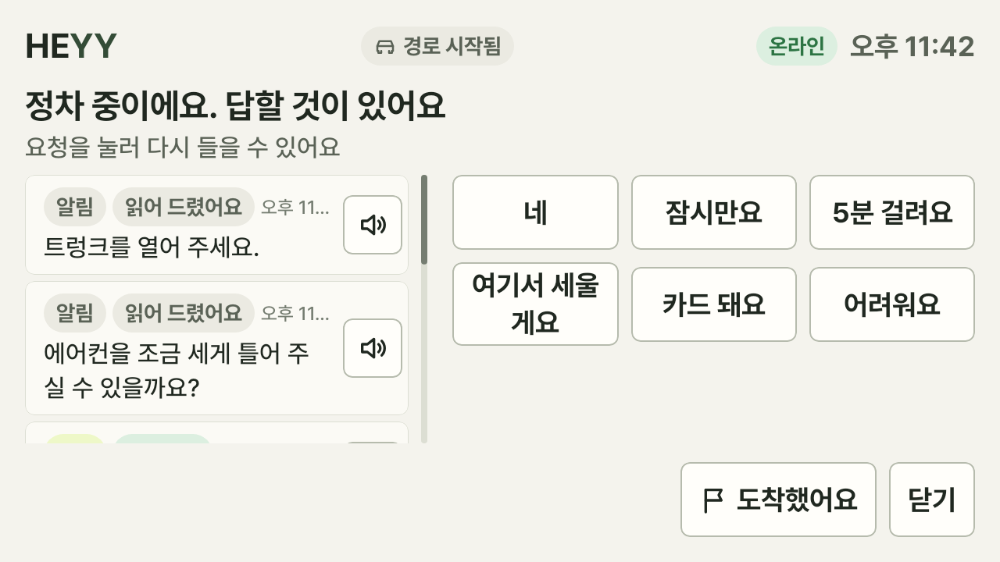 HEYY
경로 시작됨
온라인
오후 11:42
정차 중이에요. 답할 것이 있어요
요청을 눌러 다시 들을 수 있어요
알림 읽어 드렸어요 오후 11...
트렁크를 열어 주세요.
알림 읽어 드렸어요 오후 11...
에어컨을 조금 세게 틀어 주
실 수 있을까요?
네
잠시만요
5분 걸려요
여기서 세울
게요
카드 돼요
어려워요
도착했어요
닫기